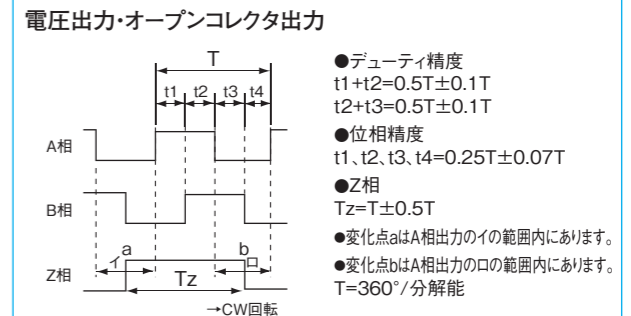 電圧出力・オープンコレクタ出力
T
t1 t2 t3 t4
A相
B相
Z相
a
イ
Tz
b
ロ
→CW回転
●デューティ精度
t1+t2=0.5T±0.1T
t2+t3=0.5T±0.1T
●位相精度
t1、t2、t3、t4=0.25T±0.07T
●Z相
Tz=T±0.5T
●変化点aはA相出力のイの範囲内にあります。
●変化点bはA相出力のロの範囲内にあります。
T=360°/分解能